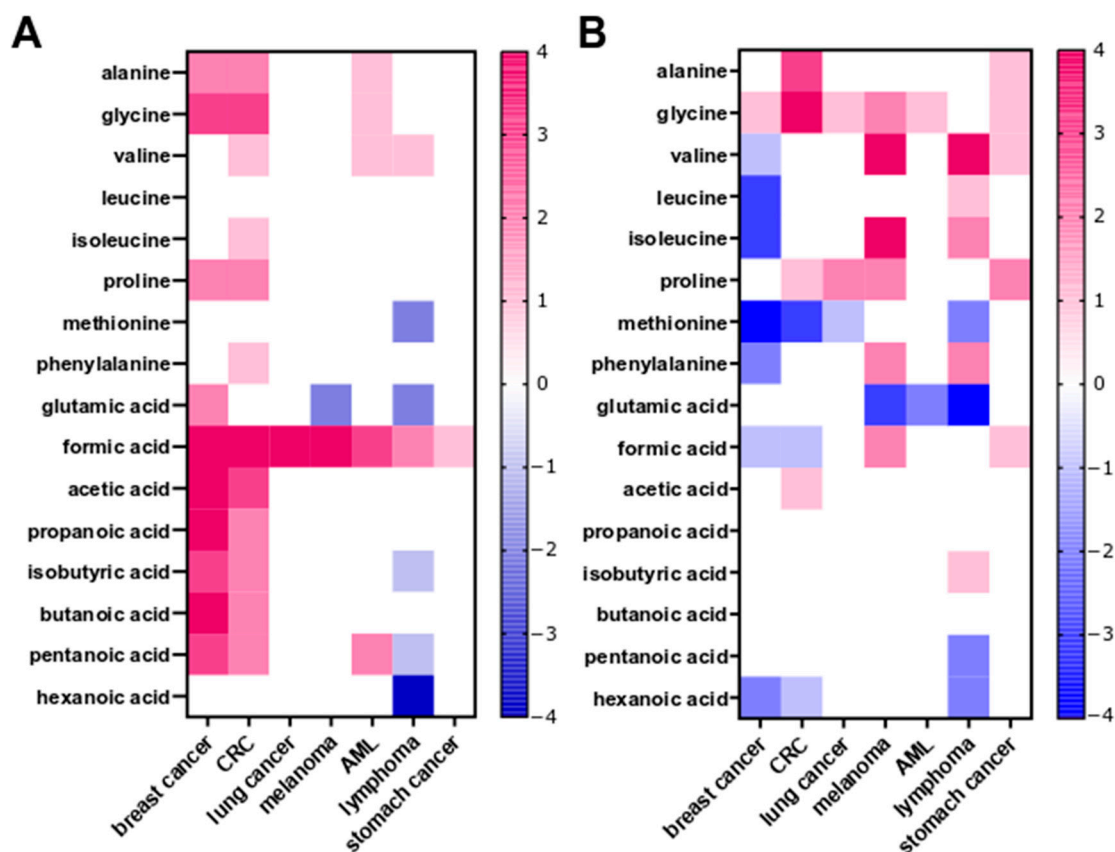 A
alanine
glycine
valine
leucine
isoleucine
proline
methionine
phenylalanine
glutamic acid
formic acid
acetic acid
propanoic acid
isobutyric acid
butanoic acid
pentanoic acid
hexanoic acid
breast cancer
CRC
lung cancer
melanoma
AML
lymphoma
stomach cancer
4
3
2
1
0
−1
−2
−3
−4
B
alanine
glycine
valine
leucine
isoleucine
proline
methionine
phenylalanine
glutamic acid
formic acid
acetic acid
propanoic acid
isobutyric acid
butanoic acid
pentanoic acid
hexanoic acid
breast cancer
CRC
lung cancer
melanoma
AML
lymphoma
stomach cancer
4
3
2
1
0
−1
−2
−3
−4